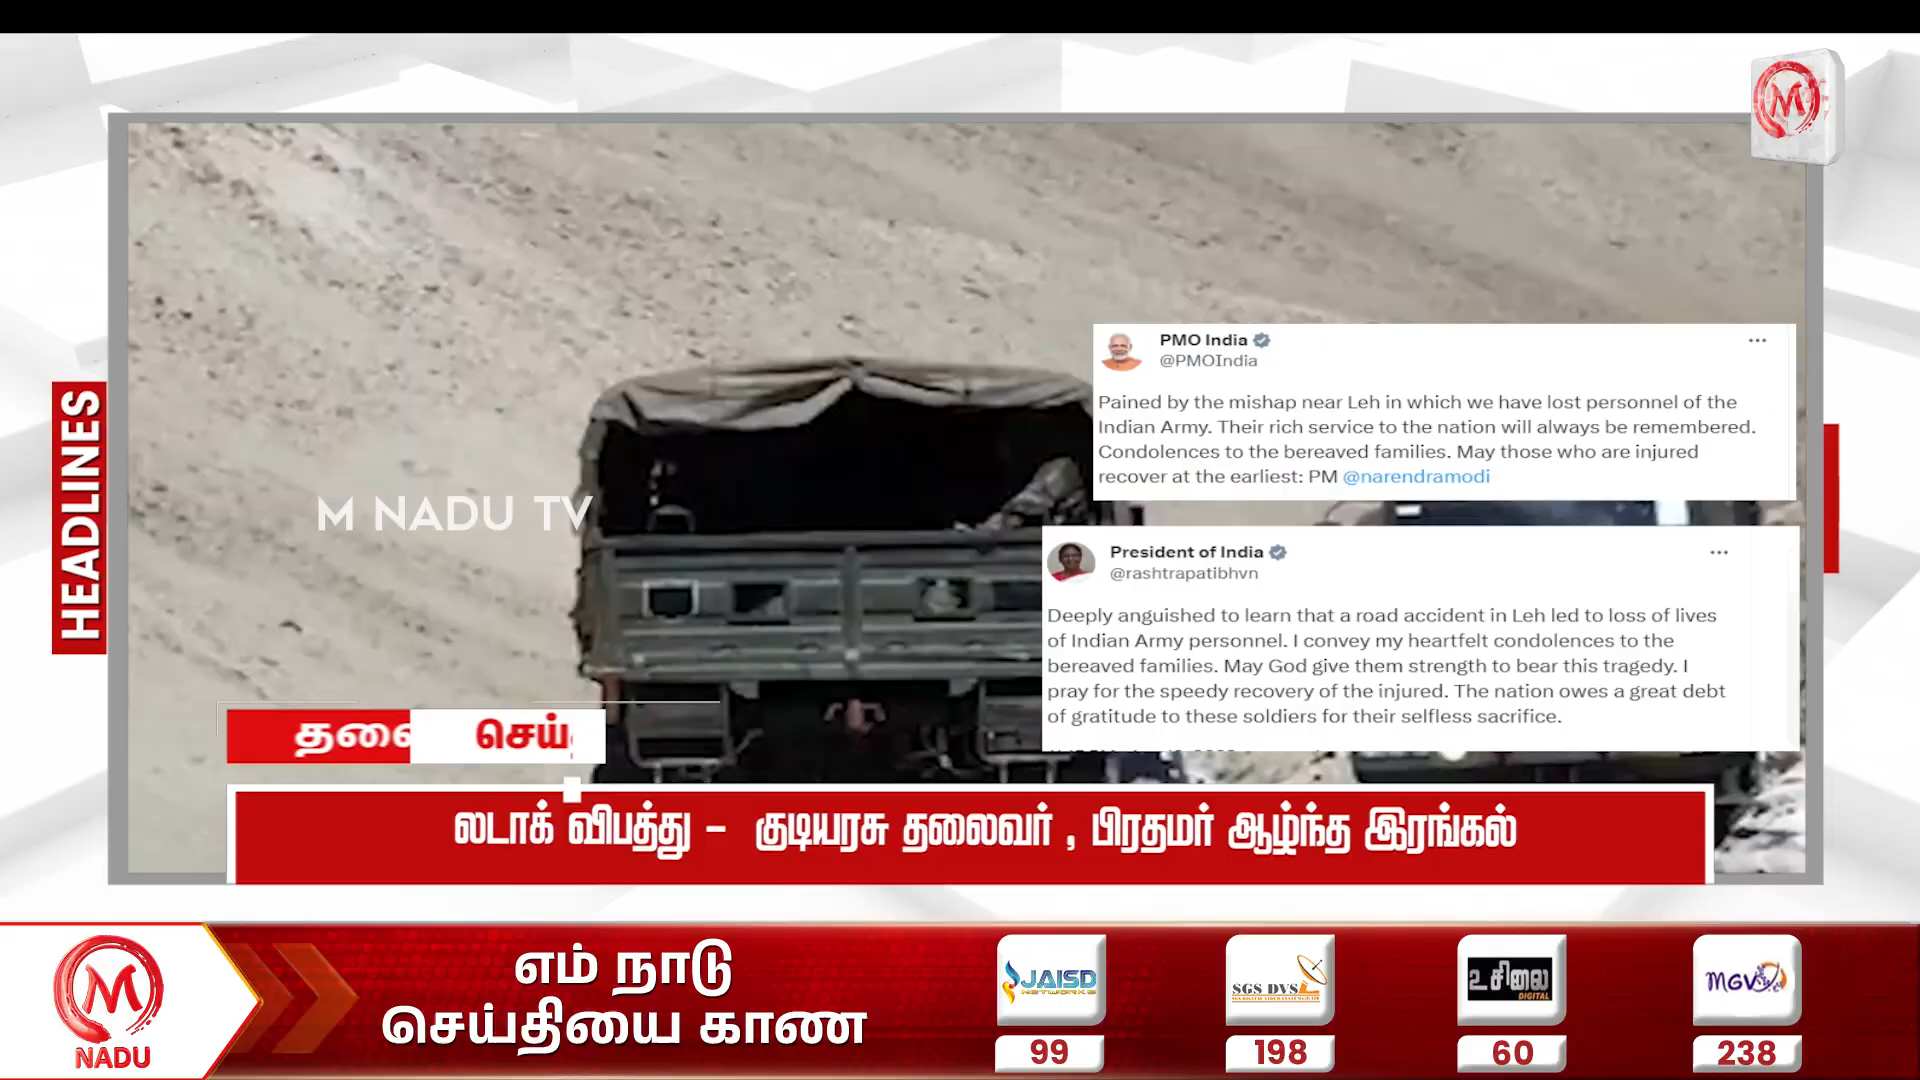 HEADLINES
M
PMO India
@PMOIndia
Pained by the mishap near Leh in which we have lost personnel of the
Indian Army. Their rich service to the nation will always be remembered.
Condolences to the bereaved families. May those who are injured
recover at the earliest: PM @narendramodi
M NADU TV
President of India
@rashtrapatibhvn
Deeply anguished to learn that a road accident in Leh led to loss of lives
of Indian Army personnel. I convey my heartfelt condolences to the
bereaved families. May God give them strength to bear this tragedy. I
pray for the speedy recovery of the injured. The nation owes a great debt
of gratitude to these soldiers for their selfless sacrifice.
லடாக் விபத்து - குடியரசு தலைவர் , பிரதமர் ஆழ்ந்த இரங்கல்
M
NADU
எம் நாடு
செய்தியை காண
JAISD
NETWORKS
99
SGS DVS
198
உசிலை
DIGITAL
60
MGV
238